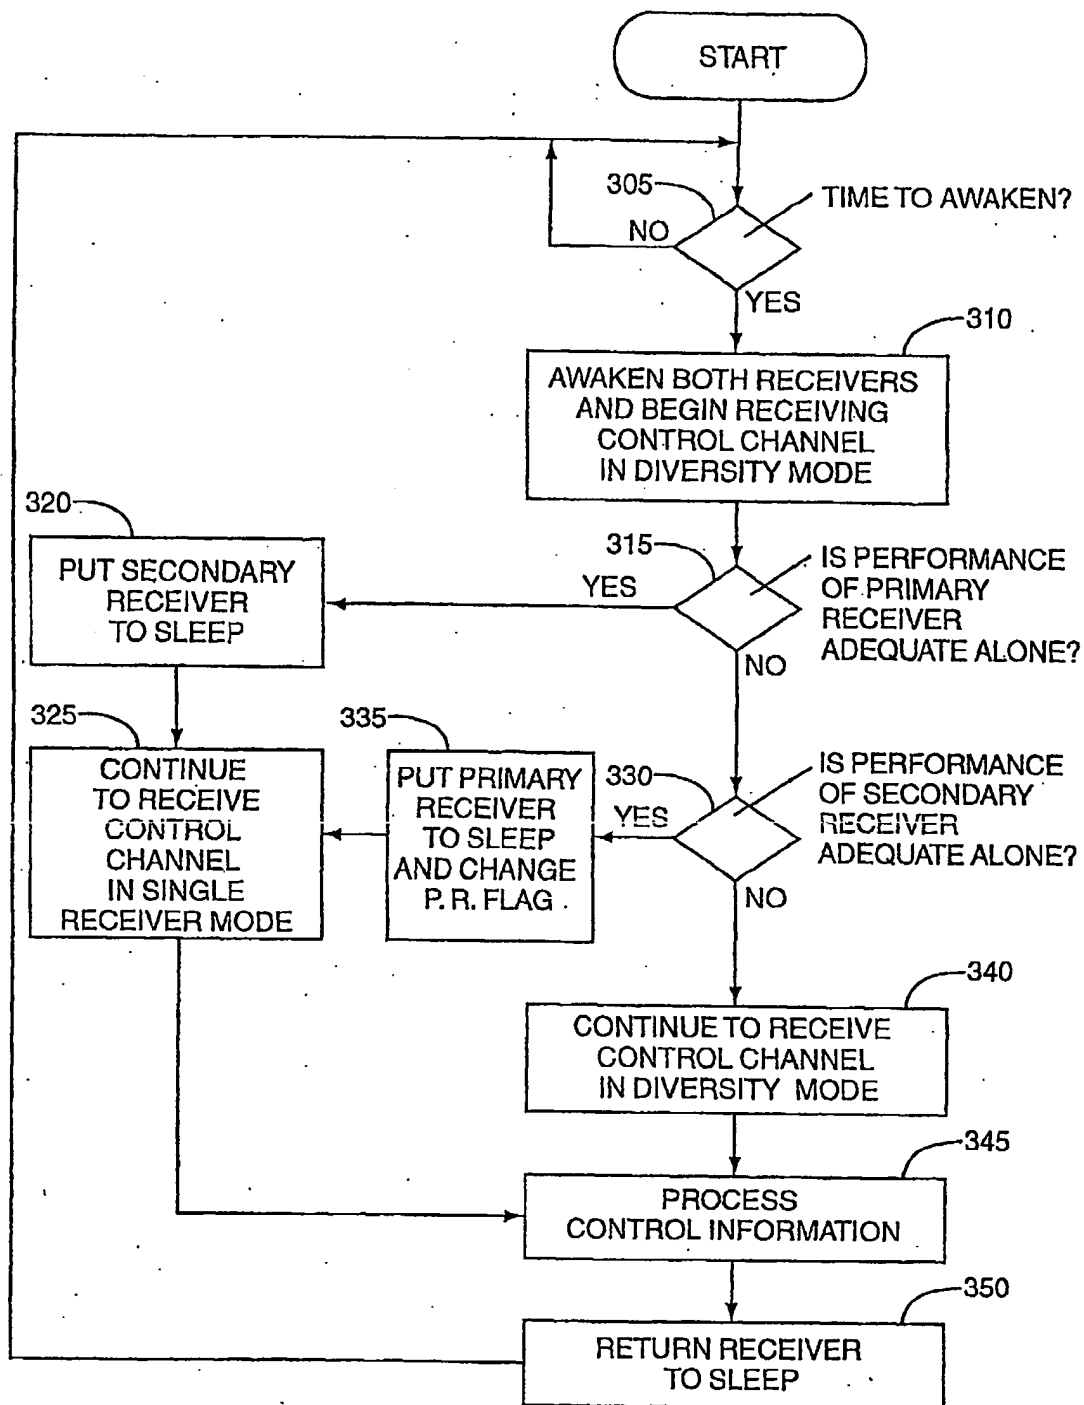 START
305
TIME TO AWAKEN?
NO
YES
310
AWAKEN BOTH RECEIVERS
AND BEGIN RECEIVING
CONTROL CHANNEL
IN DIVERSITY MODE
320
PUT SECONDARY
RECEIVER
TO SLEEP
315
YES
IS PERFORMANCE
OF PRIMARY
RECEIVER
ADEQUATE ALONE?
NO
325
CONTINUE
TO RECEIVE
CONTROL
CHANNEL
IN SINGLE
RECEIVER MODE
335
PUT PRIMARY
RECEIVER
TO SLEEP
AND CHANGE
P. R. FLAG
330
YES
IS PERFORMANCE
OF SECONDARY
RECEIVER
ADEQUATE ALONE?
NO
340
CONTINUE TO RECEIVE
CONTROL CHANNEL
IN DIVERSITY MODE
345
PROCESS
CONTROL INFORMATION
350
RETURN RECEIVER
TO SLEEP